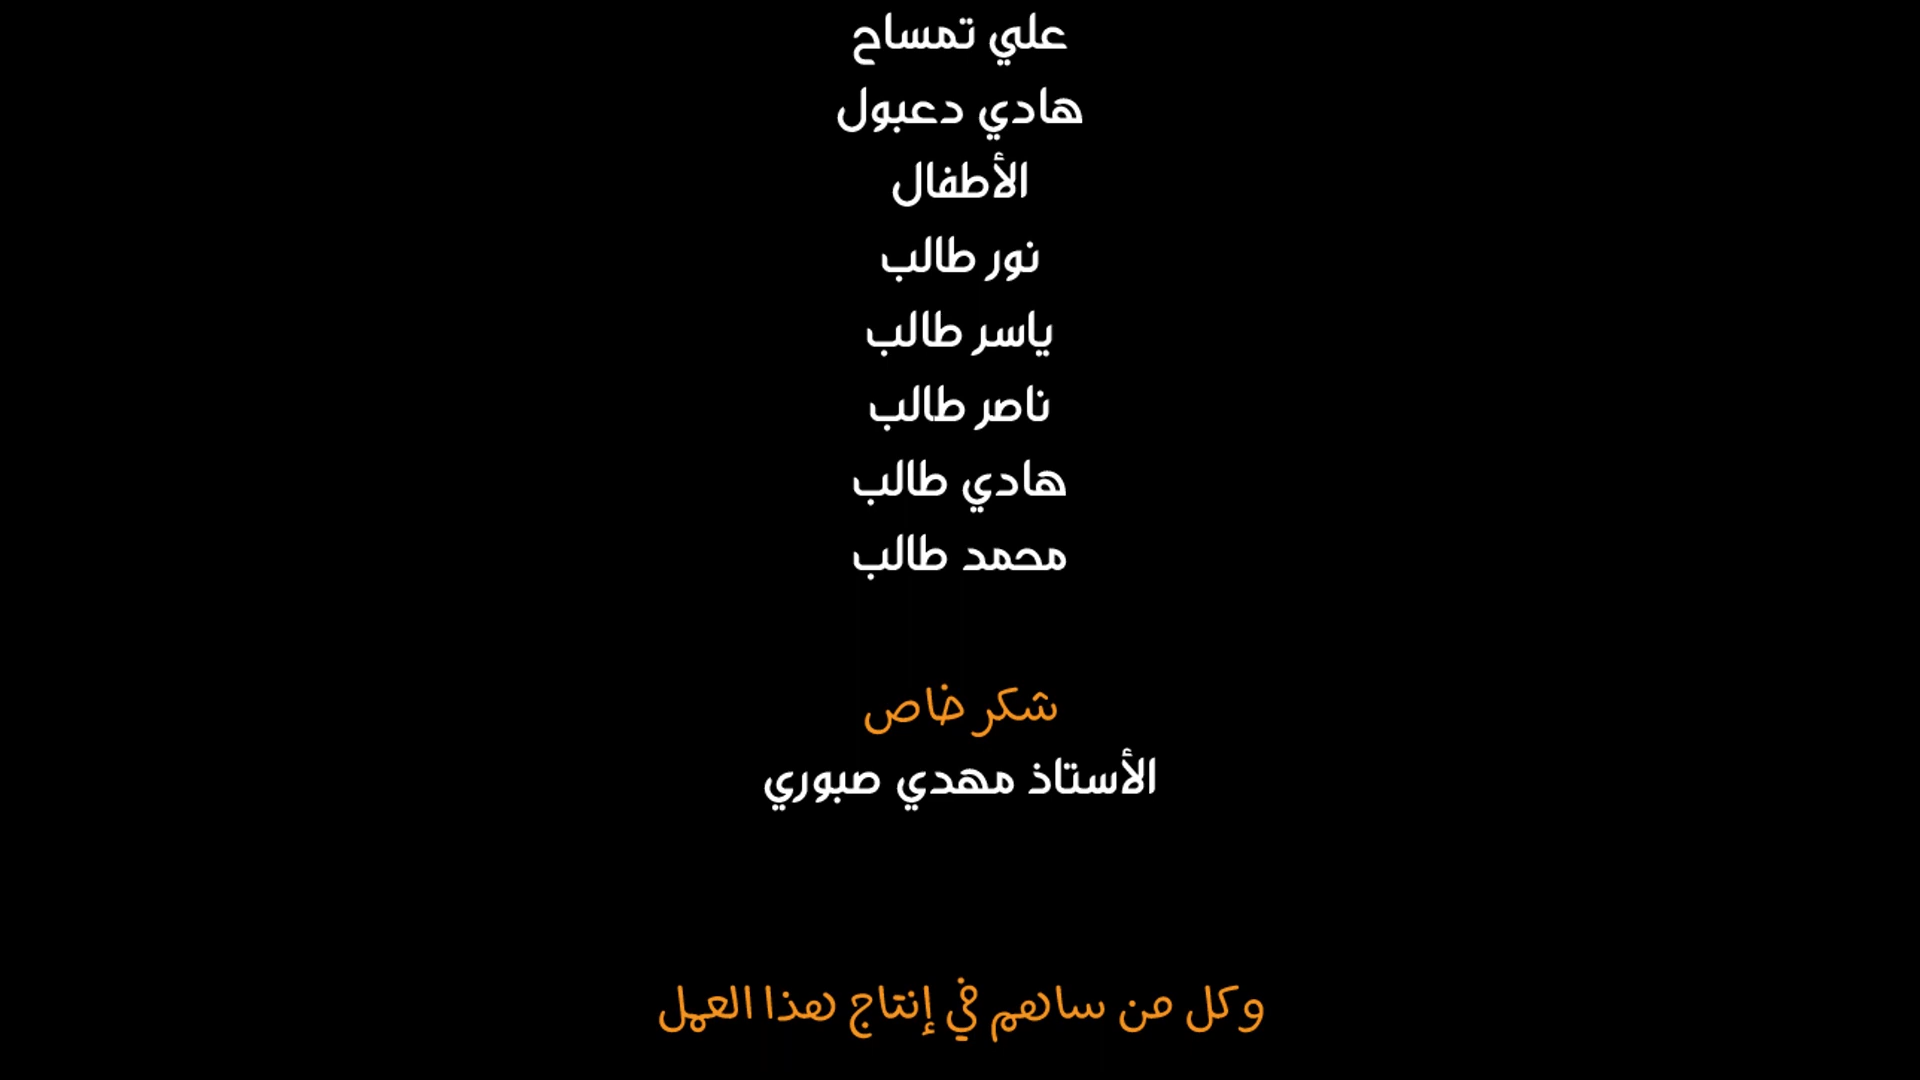 علي تمساح
هادي دعبول
الأطفال
نور طالب
ياسر طالب
ناصر طالب
هادي طالب
محمد طالب
شكر خاص
الأستاذ مهدي صبوري
وكل من ساهم في إنتاج هذا العمل